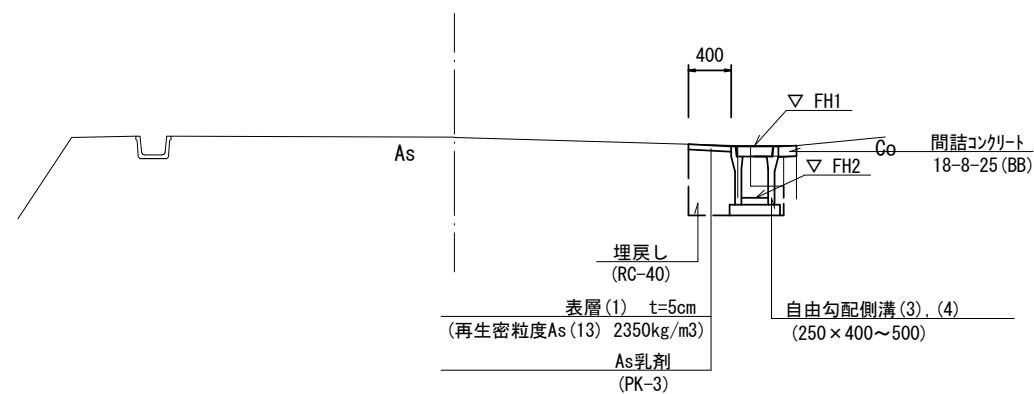 400
▽ FH1
As
Co
間詰コンクリート
18-8-25(BB)
▽ FH2
埋戻し
(RC-40)
表層(1) t=5cm
(再生密粒度As(13) 2350kg/m3)
自由勾配側溝(3), (4)
(250×400～500)
As乳剤
(PK-3)